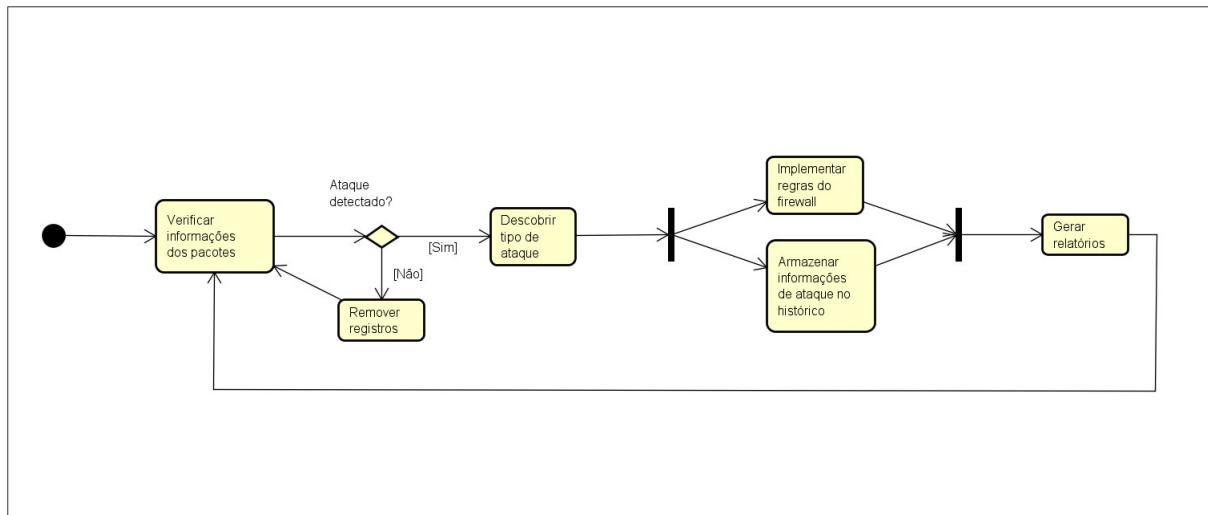 Verificar
informações
dos pacotes
Ataque
detectado?
[Sim]
[Não]
Remover
registros
Descobrir
tipo de
ataque
Implementar
regras do
firewall
Armazenar
informações
de ataque no
histórico
Gerar
relatórios